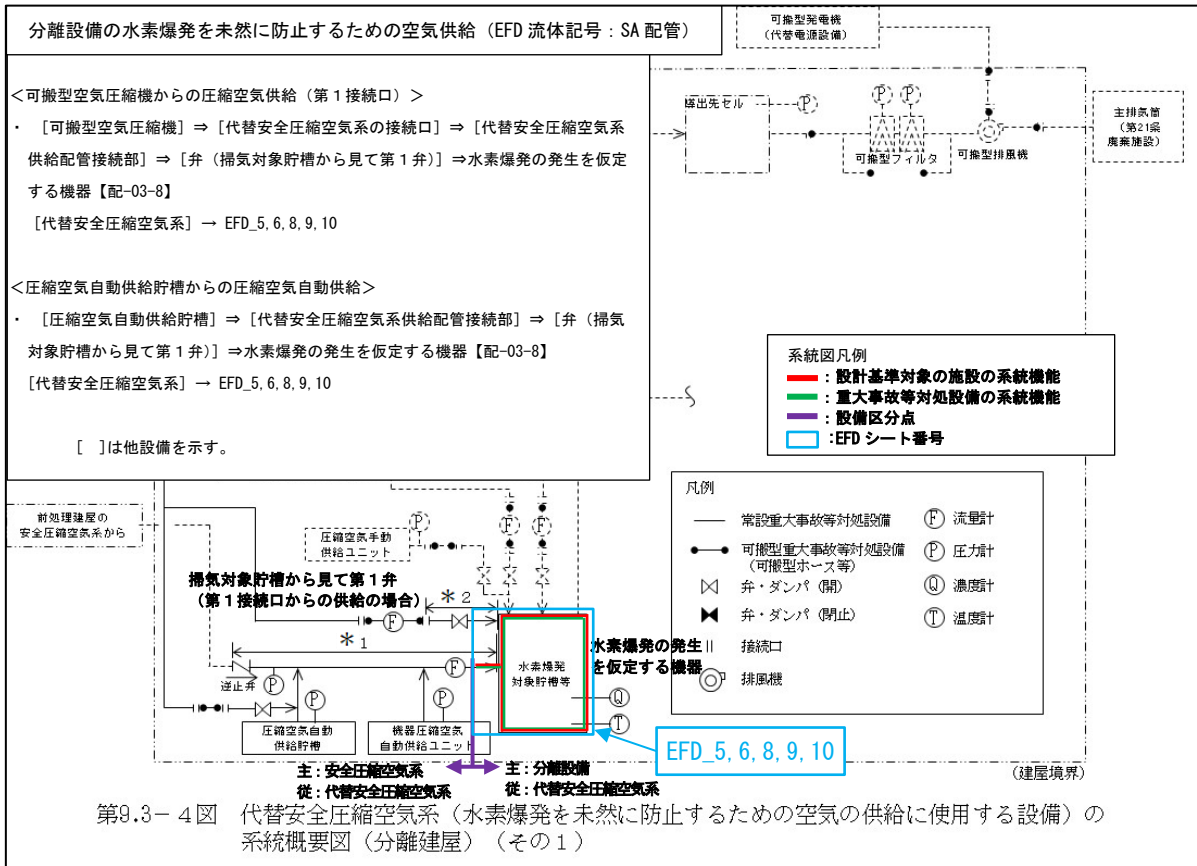 分離設備の水素爆発を未然に防止するための空気供給（EFD 流体記号：SA 配管）
＜可搬型空気圧縮機からの圧縮空気供給（第１接続口）＞
・ ［可搬型空気圧縮機］⇒［代替安全圧縮空気系の接続口］⇒［代替安全圧縮空気系
供給配管接続部］⇒［弁（掃気対象貯槽から見て第１弁）］⇒水素爆発の発生を仮定
する機器【配-03-8】
［代替安全圧縮空気系］→ EFD_5, 6, 8, 9, 10
＜圧縮空気自動供給貯槽からの圧縮空気自動供給＞
・ ［圧縮空気自動供給貯槽］⇒［代替安全圧縮空気系供給配管接続部］⇒［弁（掃気
対象貯槽から見て第１弁）］⇒水素爆発の発生を仮定する機器【配-03-8】
［代替安全圧縮空気系］→ EFD_5, 6, 8, 9, 10
［ ］は他設備を示す。
可搬型発電機
（代替電源設備）
導出先セル
P
P
P
可搬型フィルタ
可搬型排風機
主排気筒
（第21条
廃棄施設）
系統図凡例
：設計基準対象の施設の系統機能
：重大事故等対処設備の系統機能
：設備区分点
：EFD シート番号
凡例
常設重大事故等対処設備
可搬型重大事故等対処設備
（可搬型ホース等）
弁・ダンパ（開）
弁・ダンパ（閉止）
接続口
排風機
F 流量計
P 圧力計
Q 濃度計
T 温度計
前処理建屋の
安全圧縮空気系から
圧縮空気手動
供給ユニット
P
F
F
掃気対象貯槽から見て第１弁
（第１接続口からの供給の場合）
＊２
F
＊１
F
逆止弁
P
P
P
圧縮空気自動
供給貯槽
機器圧縮空気
自動供給ユニット
水素爆発
対象貯槽等
水素爆発の発生
を仮定する機器
Q
T
EFD_5, 6, 8, 9, 10
主：安全圧縮空気系
従：代替安全圧縮空気系
主：分離設備
従：代替安全圧縮空気系
（建屋境界）
第9.3－４図 代替安全圧縮空気系（水素爆発を未然に防止するための空気の供給に使用する設備）の
系統概要図（分離建屋）（その１）